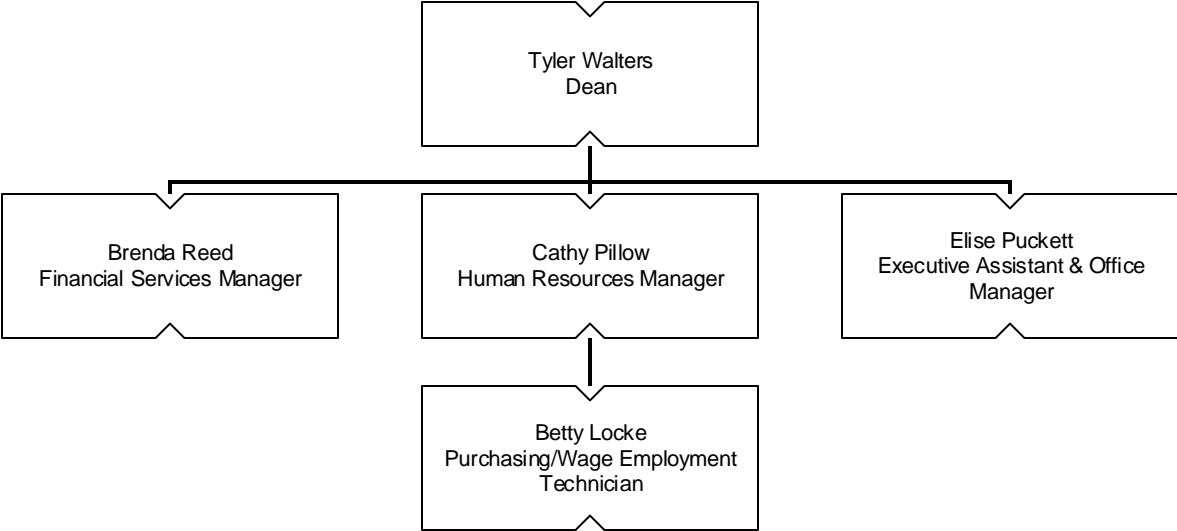 Tyler Walters
Dean
Brenda Reed
Financial Services Manager
Cathy Pillow
Human Resources Manager
Elise Puckett
Executive Assistant & Office
Manager
Betty Locke
Purchasing/Wage Employment
Technician